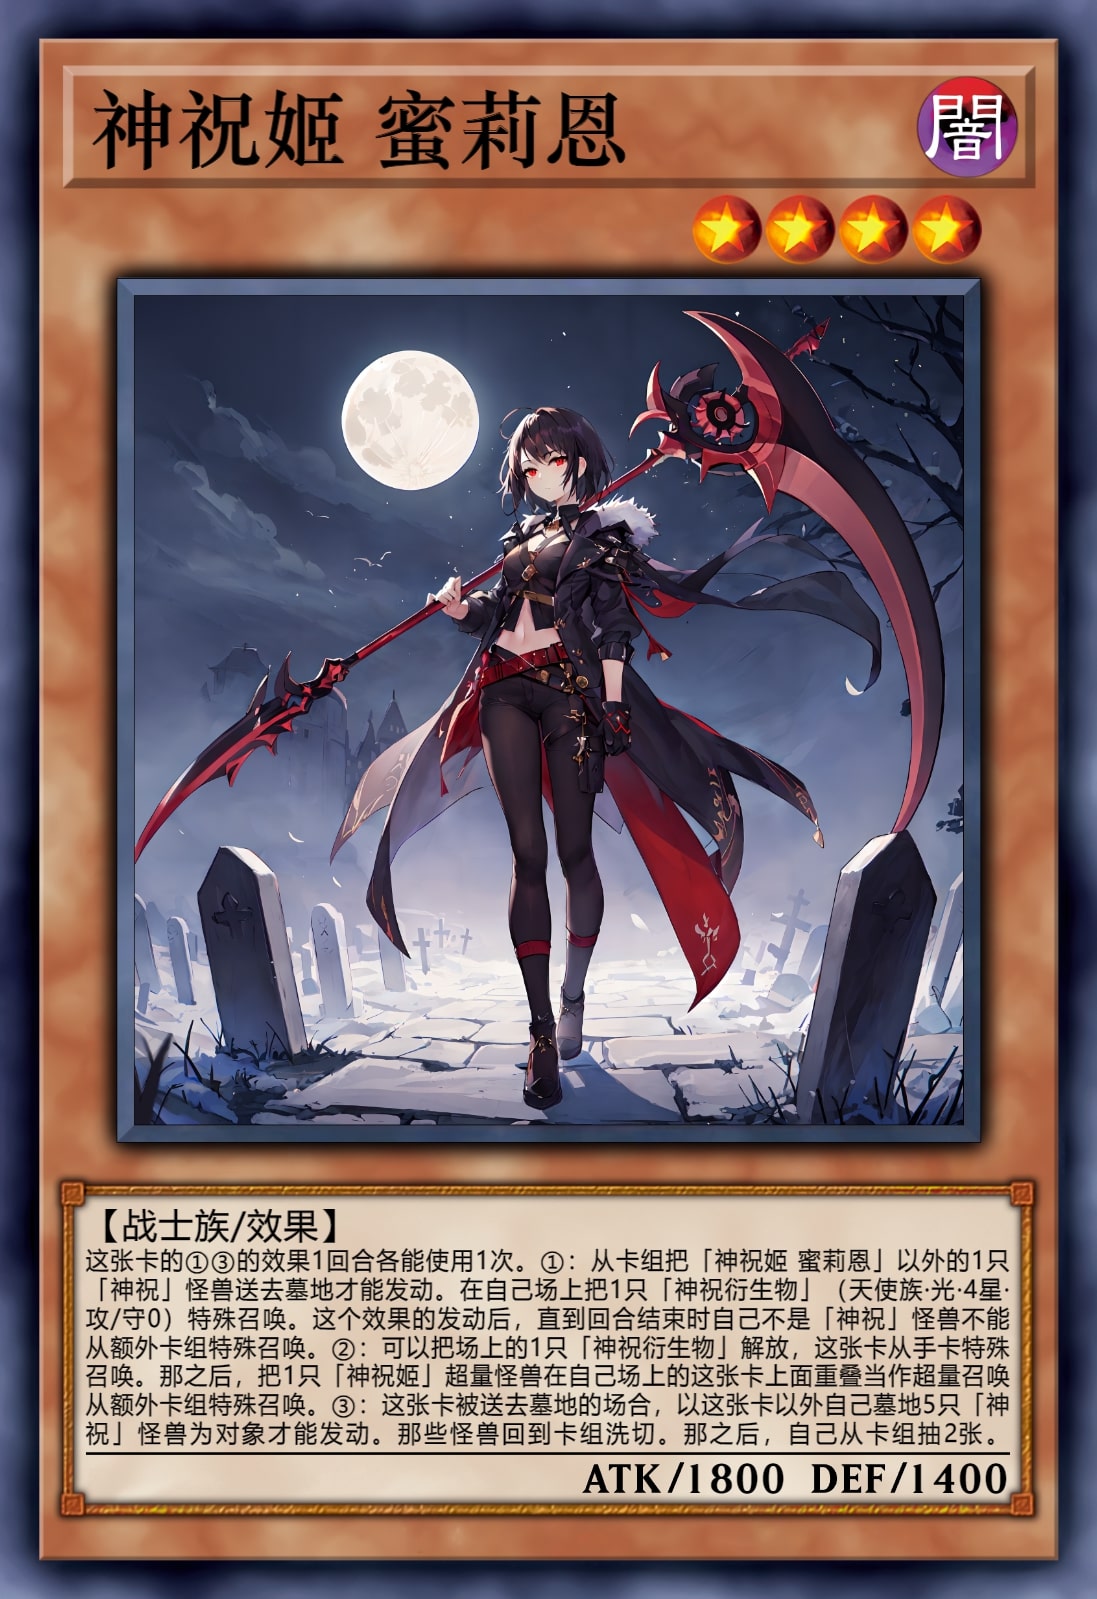 神祝姬 蜜莉恩
闇
【战士族/效果】
这张卡的①③的效果1回合各能使用1次。①：从卡组把「神祝姬 蜜莉恩」以外的1只
「神祝」怪兽送去墓地才能发动。在自己场上把1只「神祝衍生物」（天使族·光·4星·
攻/守0）特殊召唤。这个效果的发动后，直到回合结束时自己不是「神祝」怪兽不能
从额外卡组特殊召唤。②：可以把场上的1只「神祝衍生物」解放，这张卡从手卡特殊
召唤。那之后，把1只「神祝姬」超量怪兽在自己场上的这张卡上面重叠当作超量召唤
从额外卡组特殊召唤。③：这张卡被送去墓地的场合，以这张卡以外自己墓地5只「神
祝」怪兽为对象才能发动。那些怪兽回到卡组洗切。那之后，自己从卡组抽2张。
ATK/1800 DEF/1400